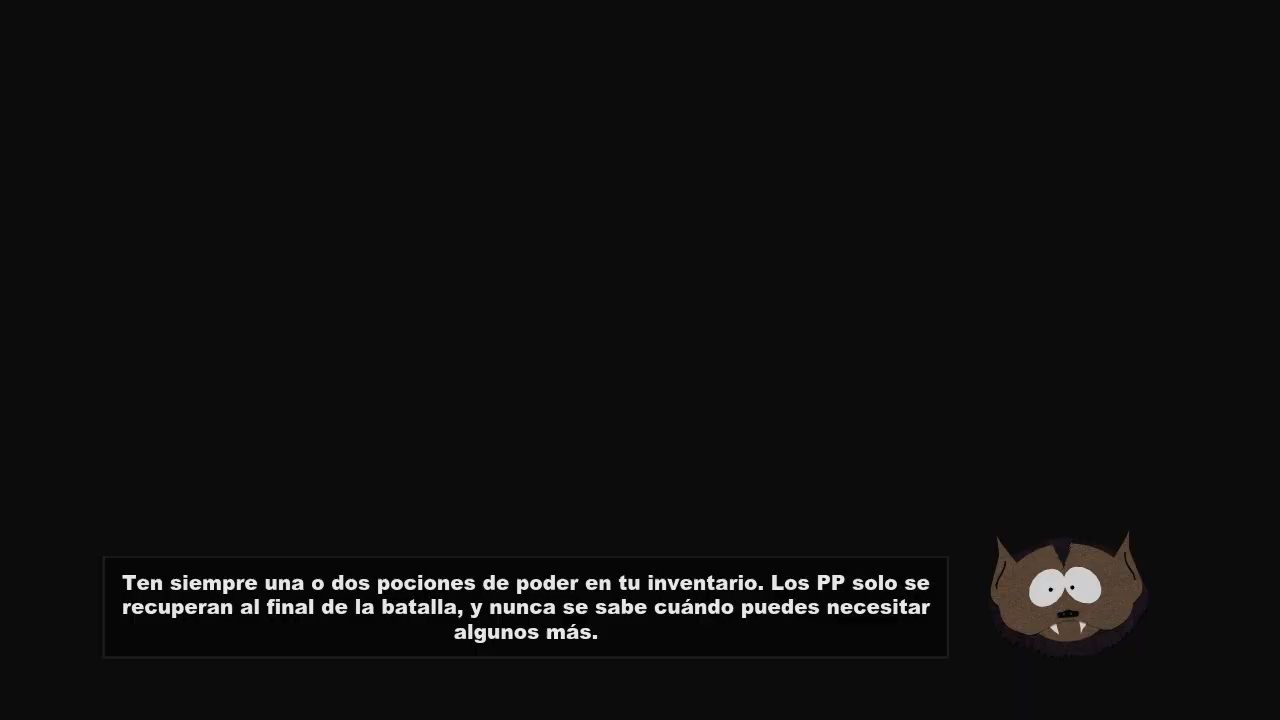 Ten siempre una o dos pociones de poder en tu inventario. Los PP solo se
recuperan al final de la batalla, y nunca se sabe cuándo puedes necesitar
algunos más.